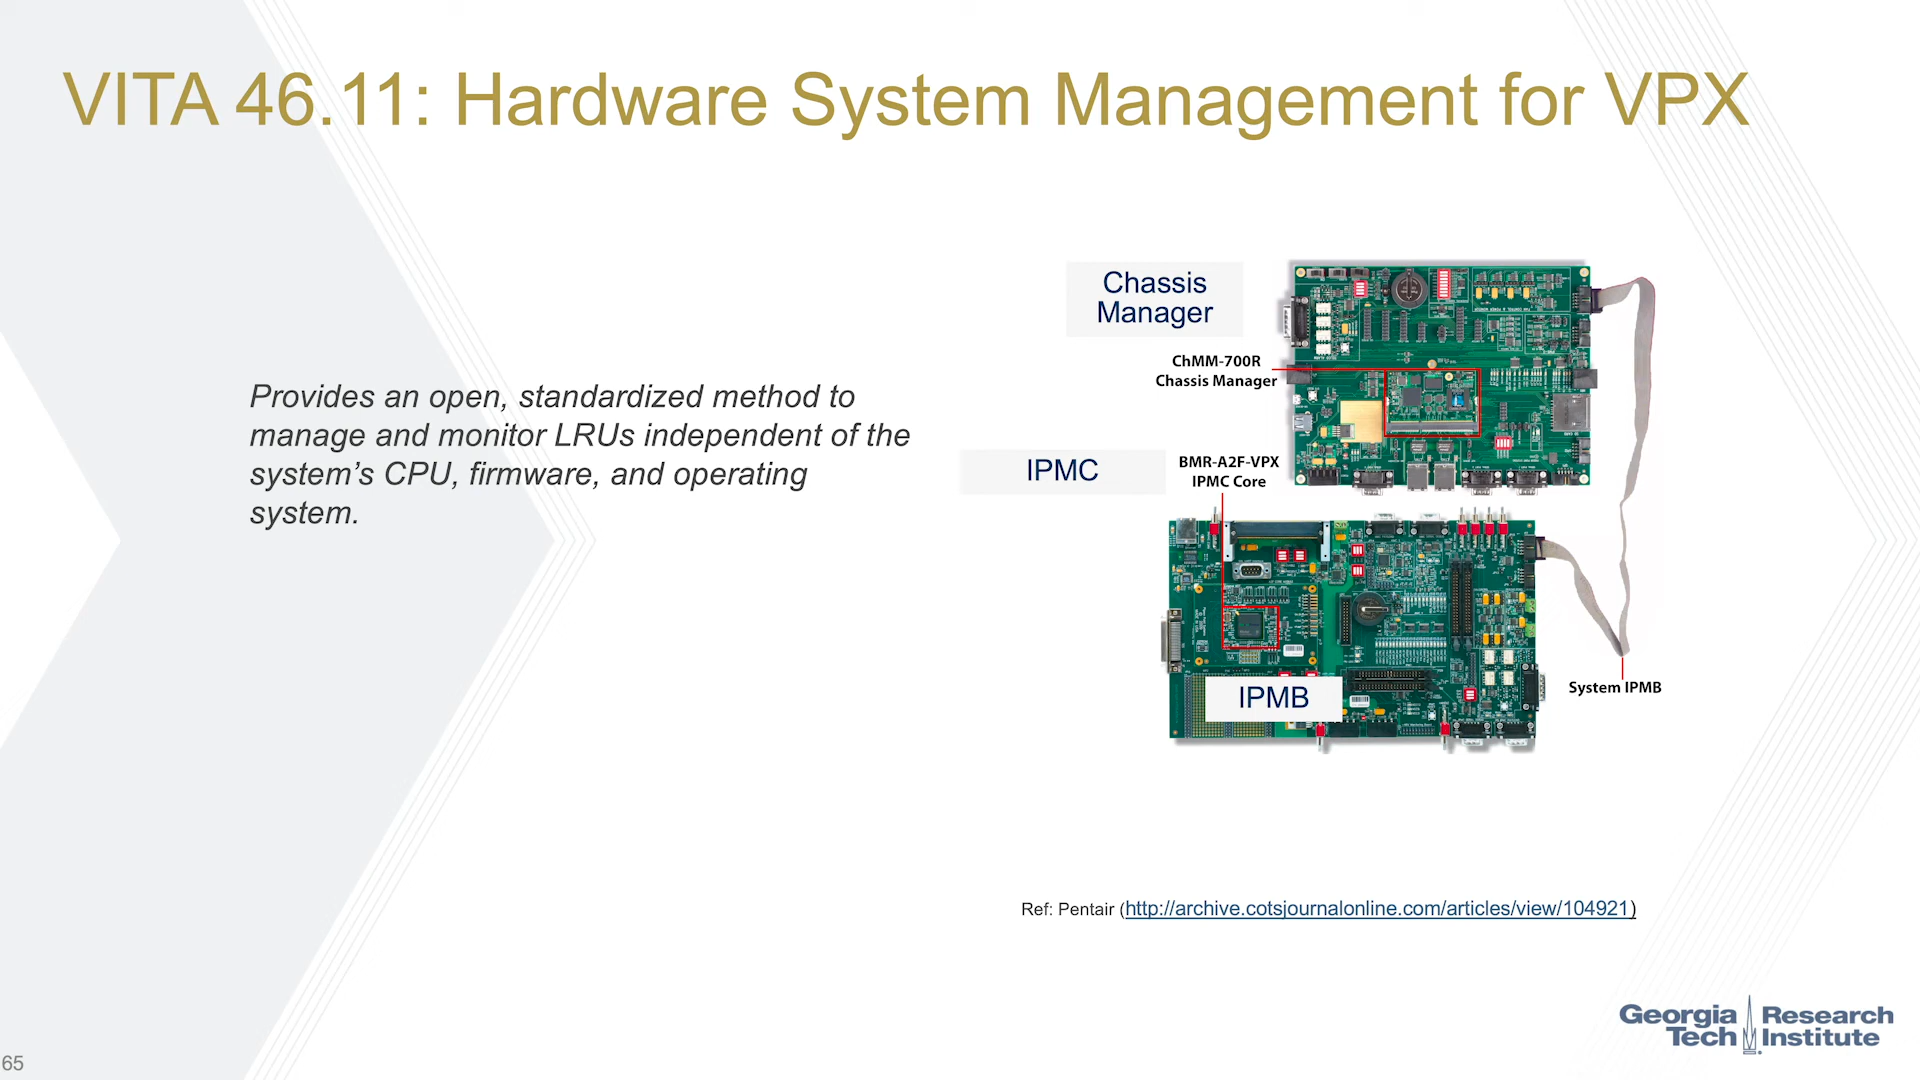 VITA 46.11: Hardware System Management for VPX
Provides an open, standardized method to
manage and monitor LRUs independent of the
system’s CPU, firmware, and operating
system.
Chassis
Manager
ChMM-700R
Chassis Manager
IPMC
BMR-A2F-VPX
IPMC Core
IPMB
System IPMB
Ref: Pentair (http://archive.cotsjournalonline.com/articles/view/104921)
Georgia Tech Research Institute
65